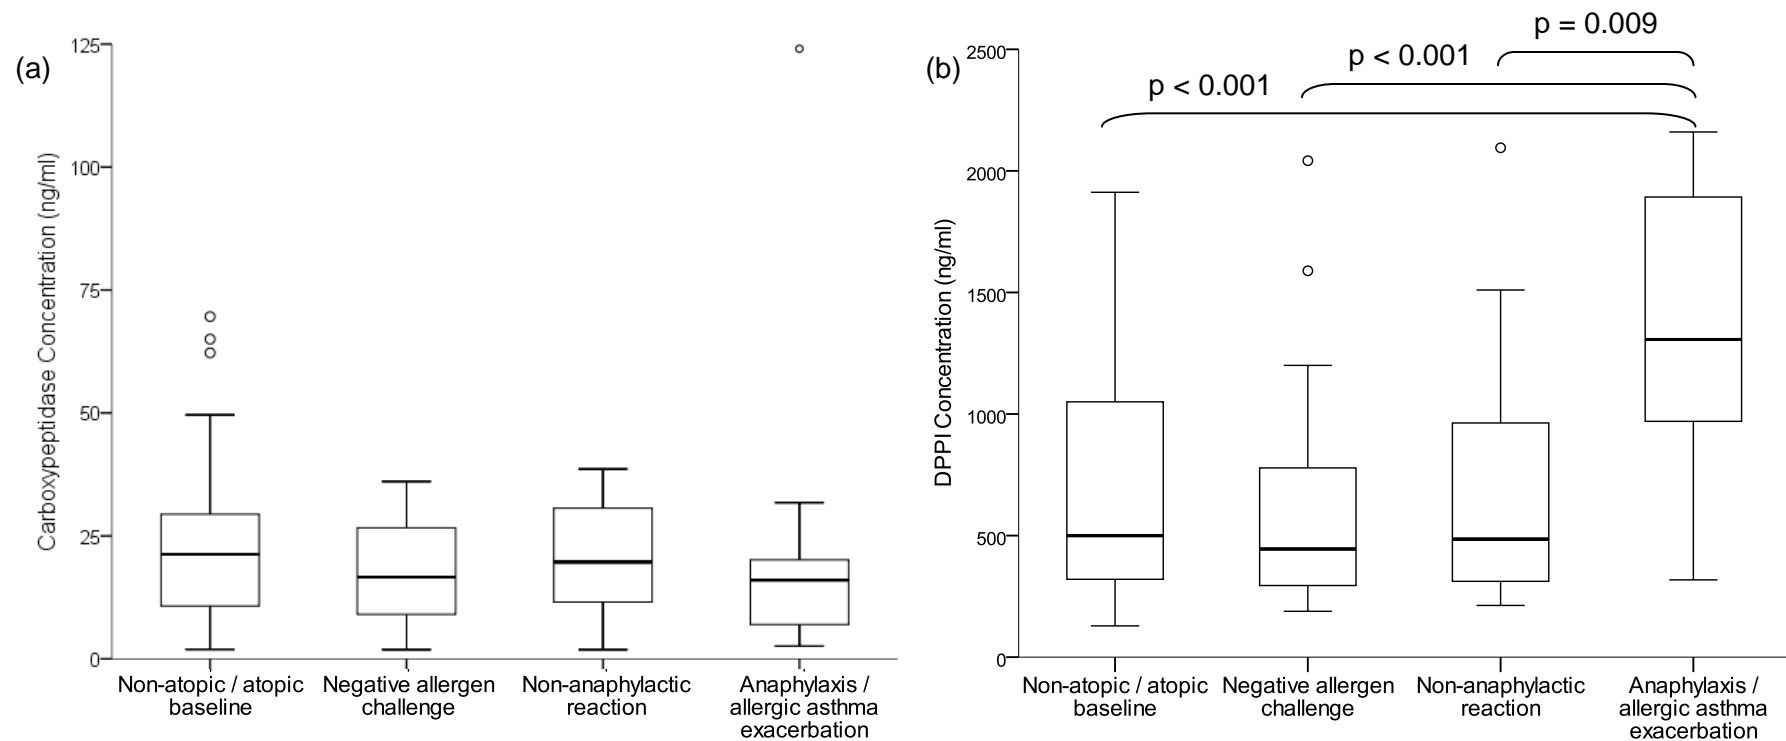 (a)
Carboxypeptidase Concentration (ng/ml)
125
100
75
50
25
0
Non-atopic / atopic
baseline
Negative allergen
challenge
Non-anaphylactic
reaction
Anaphylaxis /
allergic asthma
exacerbation
(b)
p = 0.009
p < 0.001
p < 0.001
DPPI Concentration (ng/ml)
2500
2000
1500
1000
500
0
Non-atopic / atopic
baseline
Negative allergen
challenge
Non-anaphylactic
reaction
Anaphylaxis /
allergic asthma
exacerbation